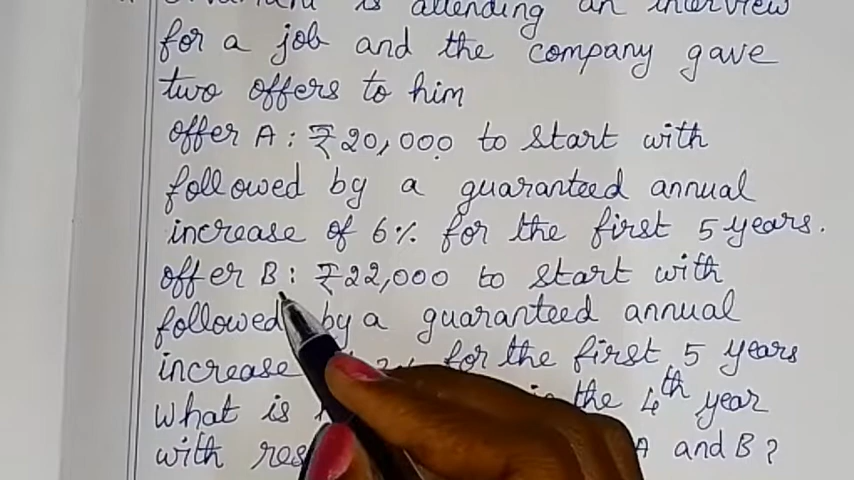 is attending an interview
for a job and the company gave
two offers to him
offer A : ₹20,000 to start with
followed by a guaranteed annual
increase of 6% for the first 5 years.
offer B : ₹22,000 to start with
followed by a guaranteed annual
increase for the first 5 years
What is the 4th year
with A and B ?